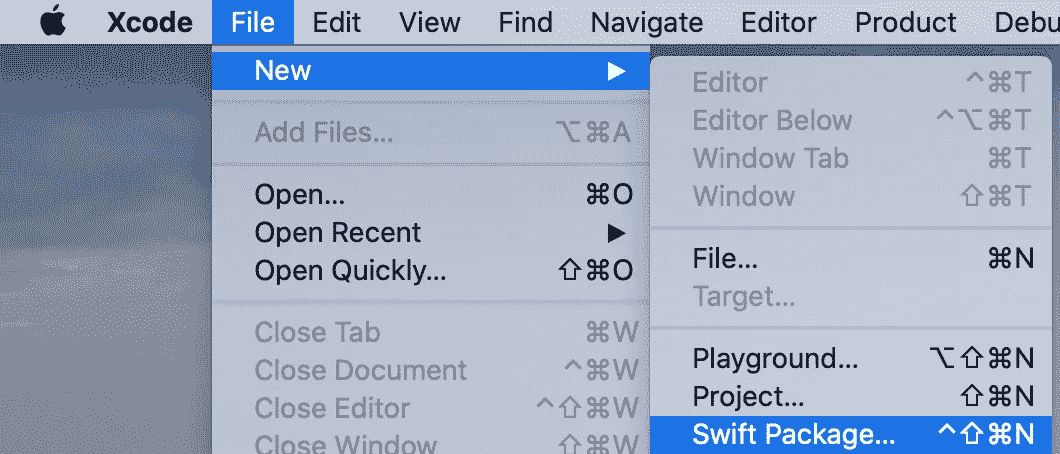 Xcode File Edit View Find Navigate Editor Product Debu
New ▶
Add Files... ⌥⌘A
Open... ⌘O
Open Recent ▶
Open Quickly... ⇧⌘O
Close Tab ⌘W
Close Document ^⌘W
Close Editor ^⇧⌘W
Close Window ⇧⌘W
Editor ^⌘T
Editor Below ^⌥⌘T
Window Tab ⌘T
Window ⇧⌘T
File... ⌘N
Target...
Playground... ⌥⇧⌘N
Project... ⇧⌘N
Swift Package... ^⇧⌘N